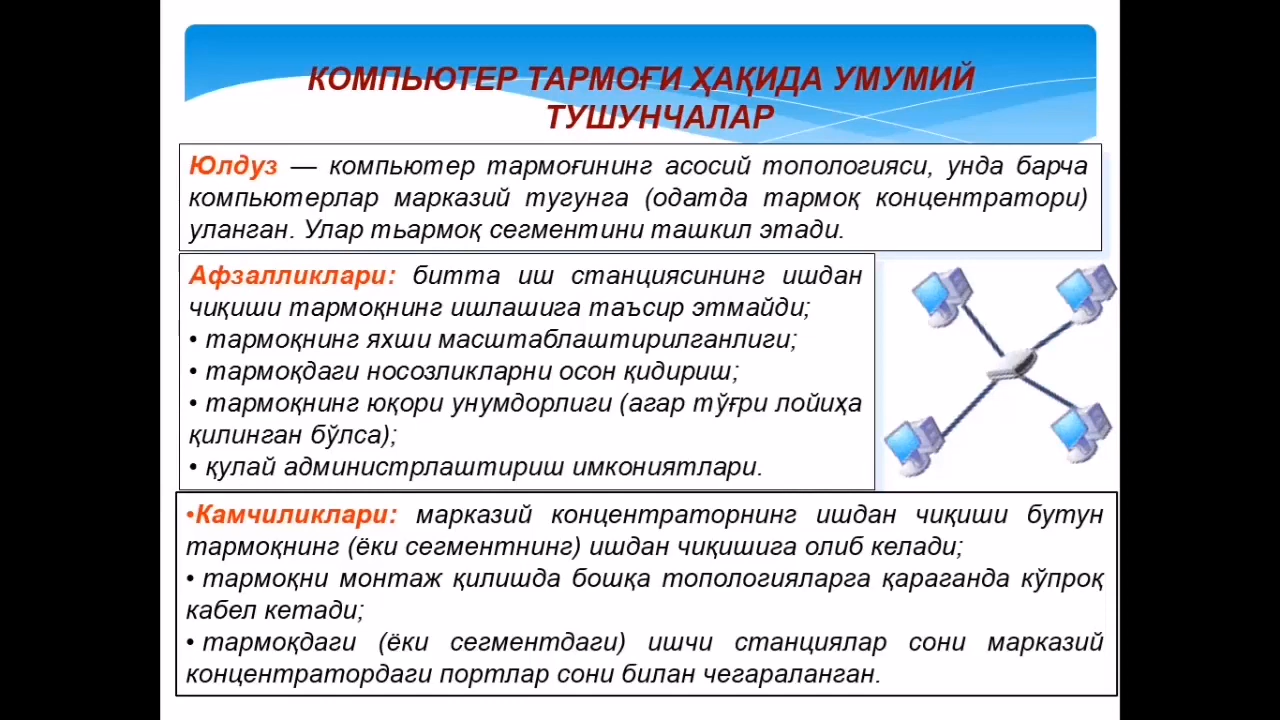 КОМПЬЮТЕР ТАРМОҒИ ҲАҚИДА УМУМИЙ
ТУШУНЧАЛАР
Юлдуз — компьютер тармоғининг асосий топологияси, унда барча
компьютерлар марказий тугунга (одатда тармоқ концентратори)
уланган. Улар тьармоқ сегментини ташкил этади.
Афзалликлари: битта иш станциясининг ишдан
чиқиши тармоқнинг ишлашига таъсир этмайди;
• тармоқнинг яхши масштаблаштирилганлиги;
• тармоқдаги носозликларни осон қидириш;
• тармоқнинг юқори унумдорлиги (агар тўғри лойиҳа
қилинган бўлса);
• қулай администрлаштириш имкониятлари.
•Камчиликлари: марказий концентраторнинг ишдан чиқиши бутун
тармоқнинг (ёки сегментнинг) ишдан чиқишига олиб келади;
• тармоқни монтаж қилишда бошқа топологияларга қараганда кўпроқ
кабел кетади;
• тармоқдаги (ёки сегментдаги) ишчи станциялар сони марказий
концентратордаги портлар сони билан чегараланган.